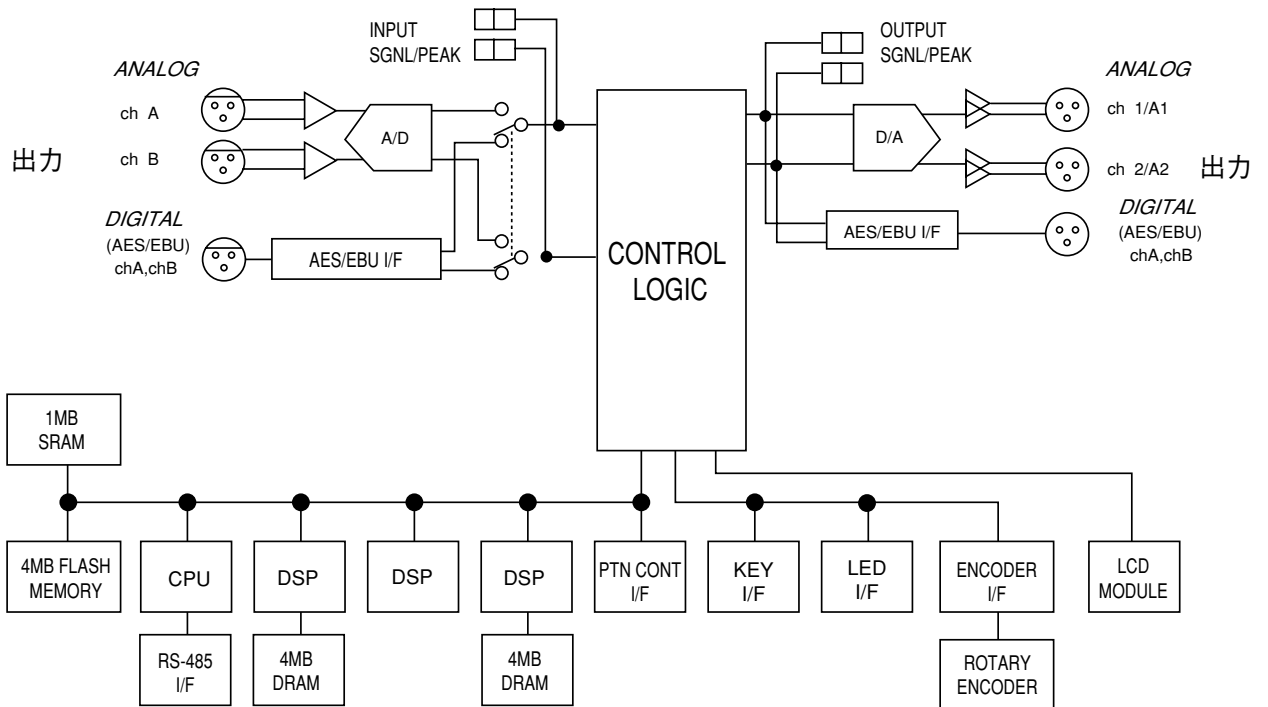 INPUT
SGNL/PEAK
OUTPUT
SGNL/PEAK
ANALOG
ch A
ch B
出力
A/D
DIGITAL
(AES/EBU)
chA,chB
AES/EBU I/F
CONTROL
LOGIC
D/A
ANALOG
ch 1/A1
ch 2/A2
出力
AES/EBU I/F
DIGITAL
(AES/EBU)
chA,chB
1MB
SRAM
4MB FLASH
MEMORY
CPU
DSP
DSP
DSP
PTN CONT
I/F
KEY
I/F
LED
I/F
ENCODER
I/F
LCD
MODULE
RS-485
I/F
4MB
DRAM
4MB
DRAM
ROTARY
ENCODER